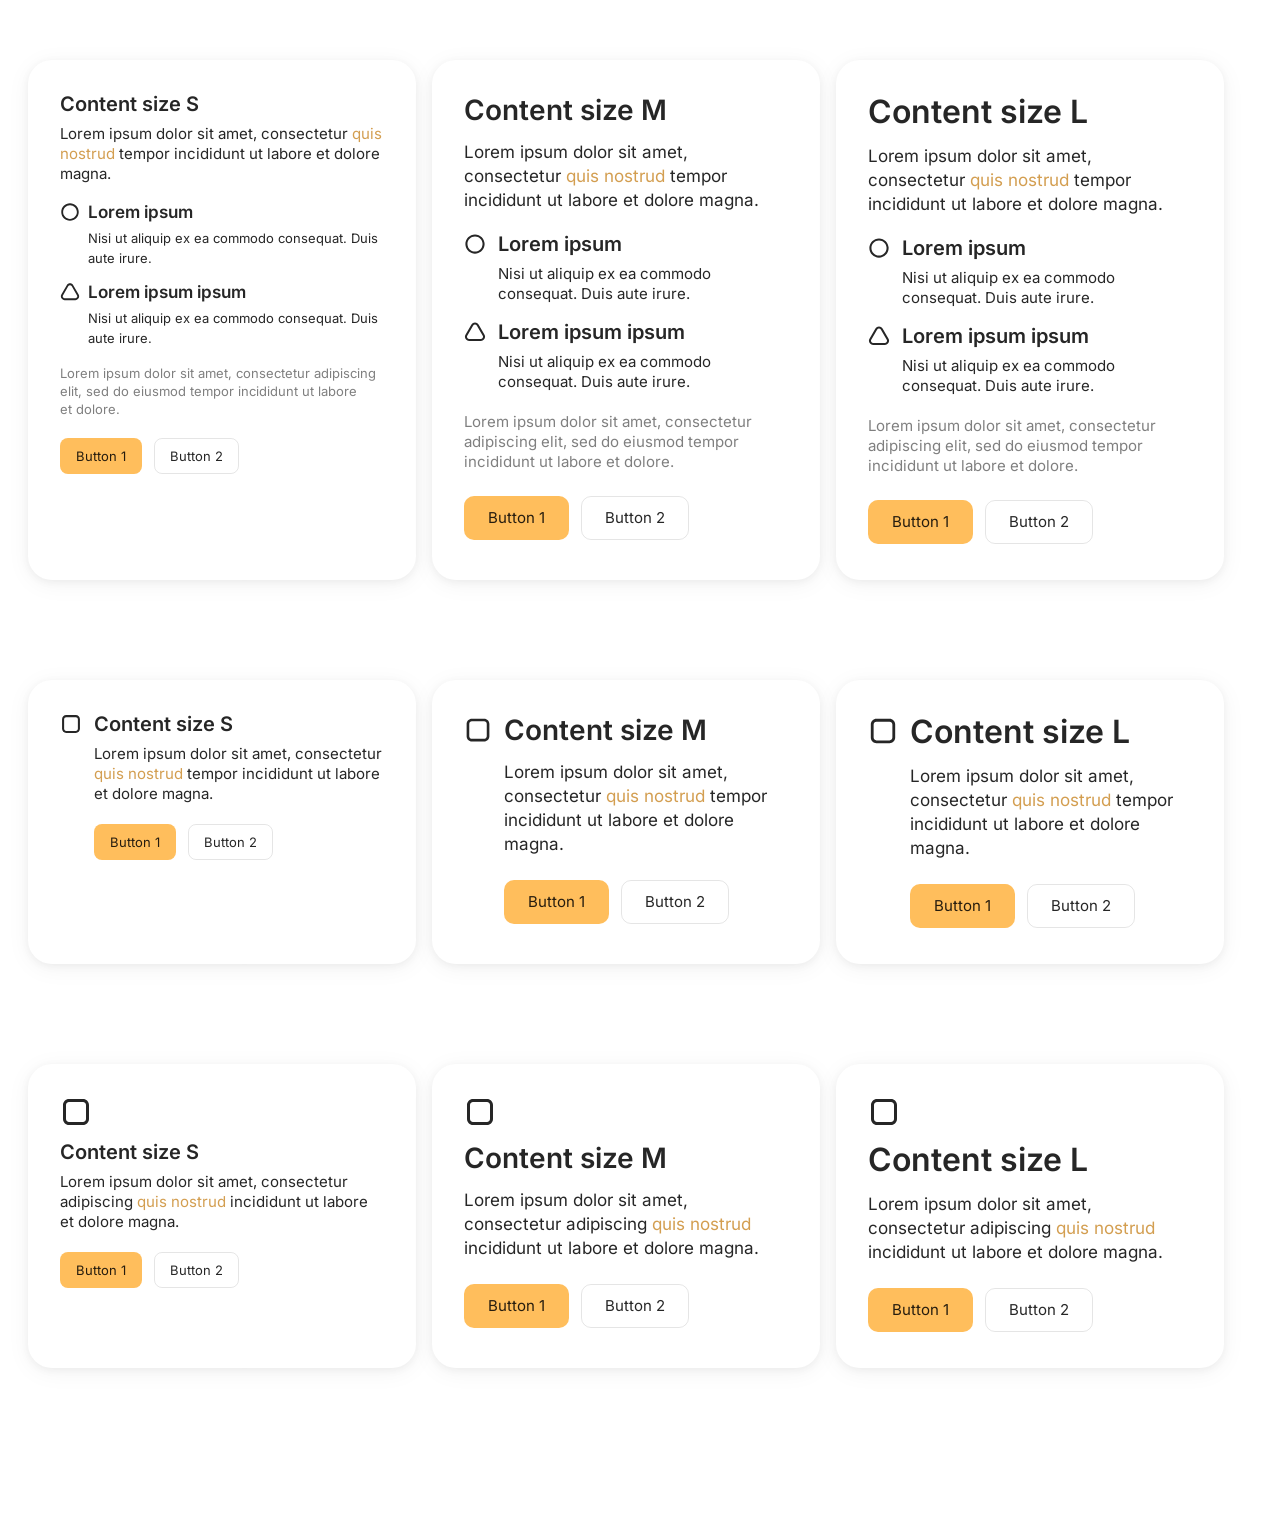 Content size S
Lorem ipsum dolor sit amet, consectetur quis
nostrud tempor incididunt ut labore et dolore
magna.
Lorem ipsum
Nisi ut aliquip ex ea commodo consequat. Duis
aute irure.
Lorem ipsum ipsum
Nisi ut aliquip ex ea commodo consequat. Duis
aute irure.
Lorem ipsum dolor sit amet, consectetur adipiscing
elit, sed do eiusmod tempor incididunt ut labore
et dolore.
Button 1
Button 2
Content size M
Lorem ipsum dolor sit amet,
consectetur quis nostrud tempor
incididunt ut labore et dolore magna.
Lorem ipsum
Nisi ut aliquip ex ea commodo
consequat. Duis aute irure.
Lorem ipsum ipsum
Nisi ut aliquip ex ea commodo
consequat. Duis aute irure.
Lorem ipsum dolor sit amet, consectetur
adipiscing elit, sed do eiusmod tempor
incididunt ut labore et dolore.
Button 1
Button 2
Content size L
Lorem ipsum dolor sit amet,
consectetur quis nostrud tempor
incididunt ut labore et dolore magna.
Lorem ipsum
Nisi ut aliquip ex ea commodo
consequat. Duis aute irure.
Lorem ipsum ipsum
Nisi ut aliquip ex ea commodo
consequat. Duis aute irure.
Lorem ipsum dolor sit amet, consectetur
adipiscing elit, sed do eiusmod tempor
incididunt ut labore et dolore.
Button 1
Button 2
Content size S
Lorem ipsum dolor sit amet, consectetur
quis nostrud tempor incididunt ut labore
et dolore magna.
Button 1
Button 2
Content size M
Lorem ipsum dolor sit amet,
consectetur quis nostrud tempor
incididunt ut labore et dolore
magna.
Button 1
Button 2
Content size L
Lorem ipsum dolor sit amet,
consectetur quis nostrud tempor
incididunt ut labore et dolore
magna.
Button 1
Button 2
Content size S
Lorem ipsum dolor sit amet, consectetur
adipiscing quis nostrud incididunt ut labore
et dolore magna.
Button 1
Button 2
Content size M
Lorem ipsum dolor sit amet,
consectetur adipiscing quis nostrud
incididunt ut labore et dolore magna.
Button 1
Button 2
Content size L
Lorem ipsum dolor sit amet,
consectetur adipiscing quis nostrud
incididunt ut labore et dolore magna.
Button 1
Button 2